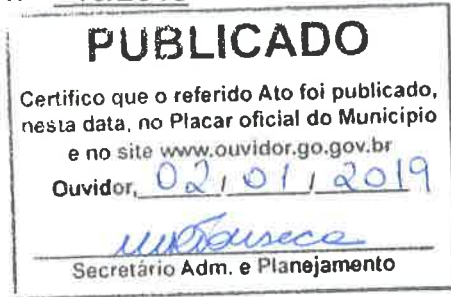 PUBLICADO
Certifico que o referido Ato foi publicado,
nesta data, no Placar oficial do Município
e no site www.ouvidor.go.gov.br
Ouvidor, 02 / 01 / 2019
Secretário Adm. e Planejamento